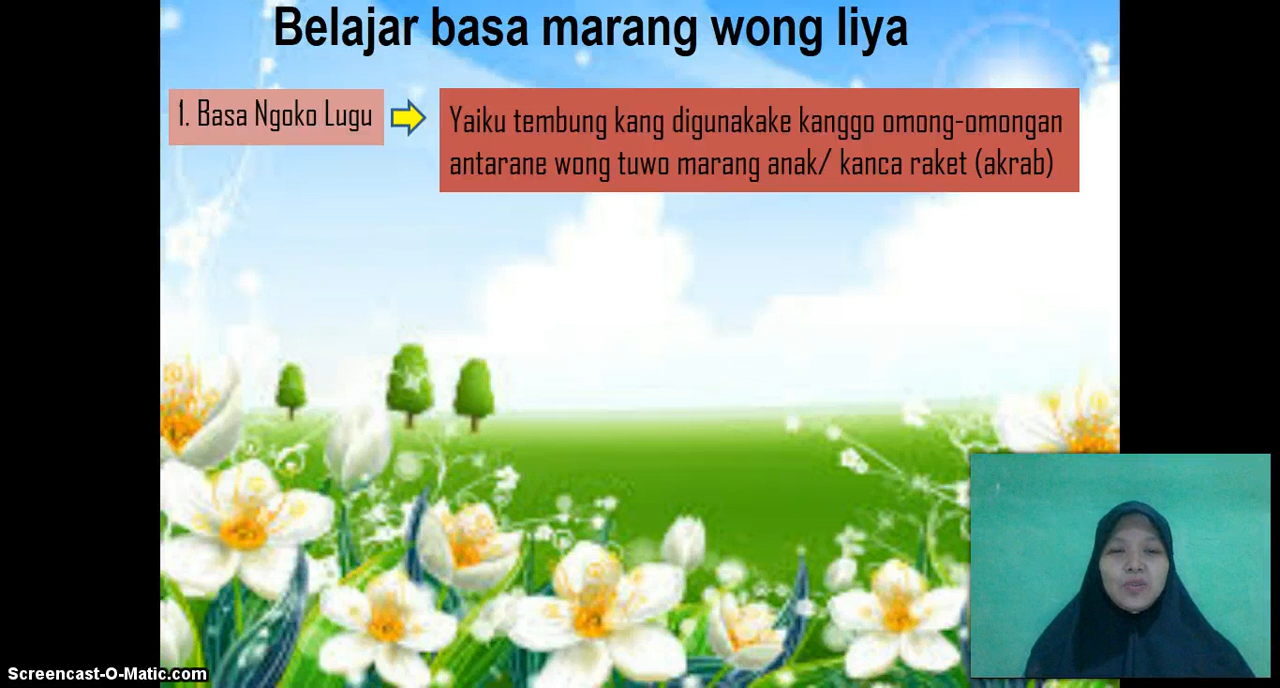 Belajar basa marang wong liya
1. Basa Ngoko Lugu
Yaiku tembung kang digunakake kanggo omong-omongan
antarane wong tuwo marang anak/ kanca raket (akrab)
Screencast-O-Matic.com